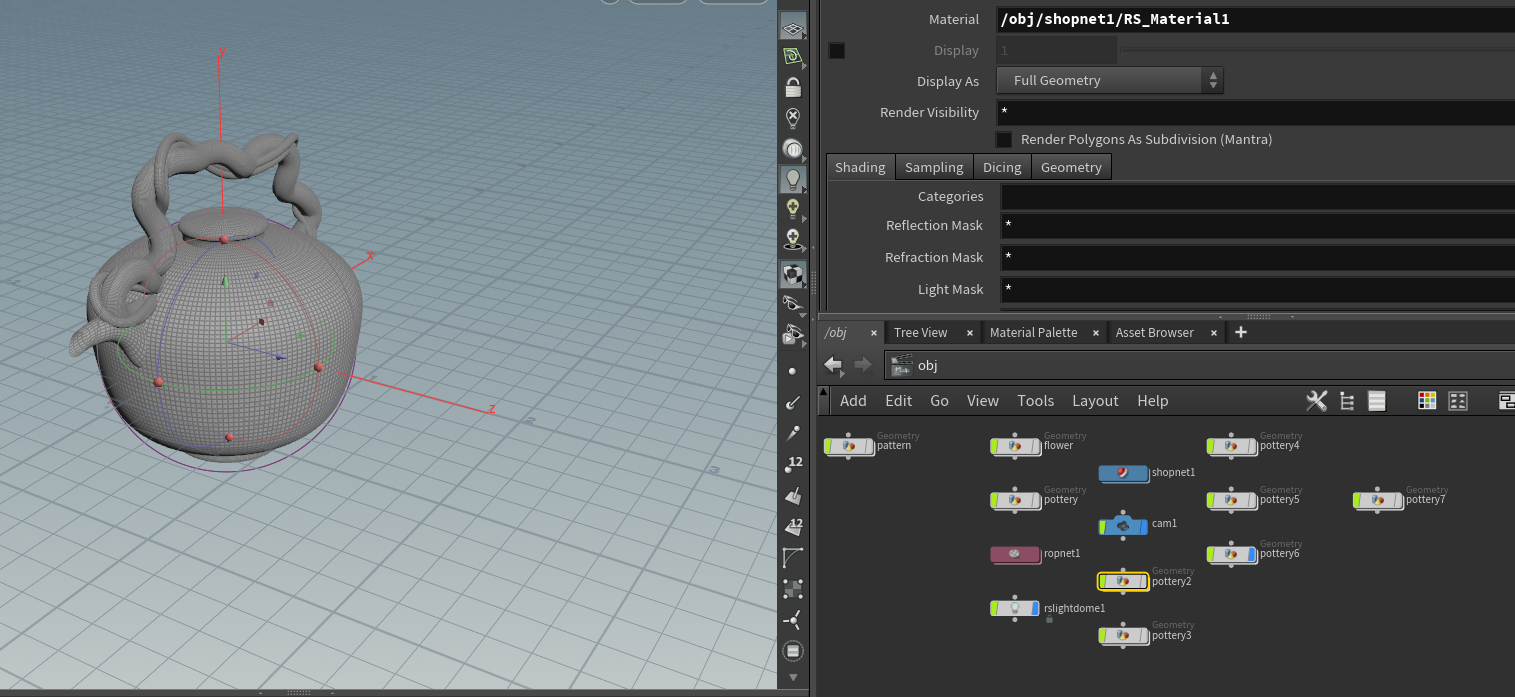 y
x
z
2
3
12
12
Material /obj/shopnet1/RS_Material1
Display 1
Display As Full Geometry
Render Visibility *
Render Polygons As Subdivision (Mantra)
Shading Sampling Dicing Geometry
Categories
Reflection Mask *
Refraction Mask *
Light Mask *
/obj × Tree View × Material Palette × Asset Browser × +
obj
Add Edit Go View Tools Layout Help
Geometry Geometry Geometry
pattern flower pottery4
shopnet1
Geometry Geometry Geometry
pottery pottery5 pottery7
cam1
Geometry
ropnet1 pottery6
Geometry
pottery2
rslightdome1
Geometry
pottery3